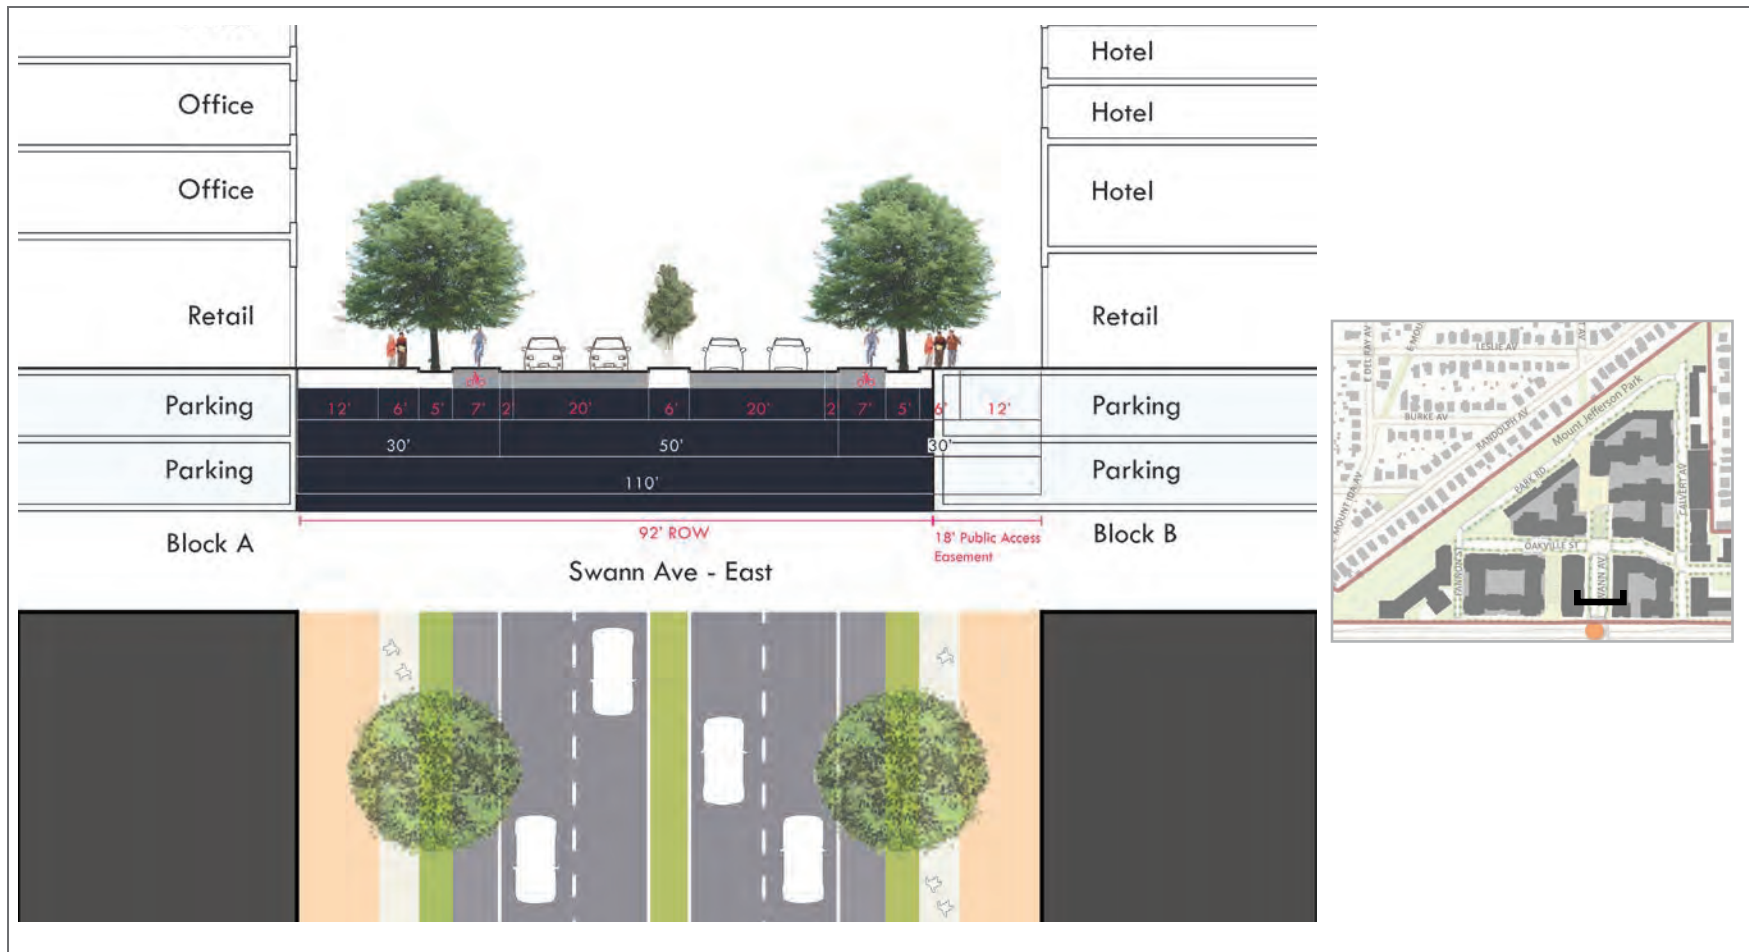 Office
Office
Retail
Parking
Parking
Block A
Hotel
Hotel
Hotel
Retail
Parking
Parking
Block B
12' 6' 5' 7' 2' 20' 6' 20' 2' 7' 5' 6' 12'
30' 50' 30'
110'
92' ROW
18' Public Access
Easement
Swann Ave - East
LESLIE AV
E DEL RAY AV
BURKE AV
RANDOLPH AV
Mount Jefferson Park
MOUNT IDA AV
PARK RD
CALVERT AV
OAKVILLE ST
FANNON ST